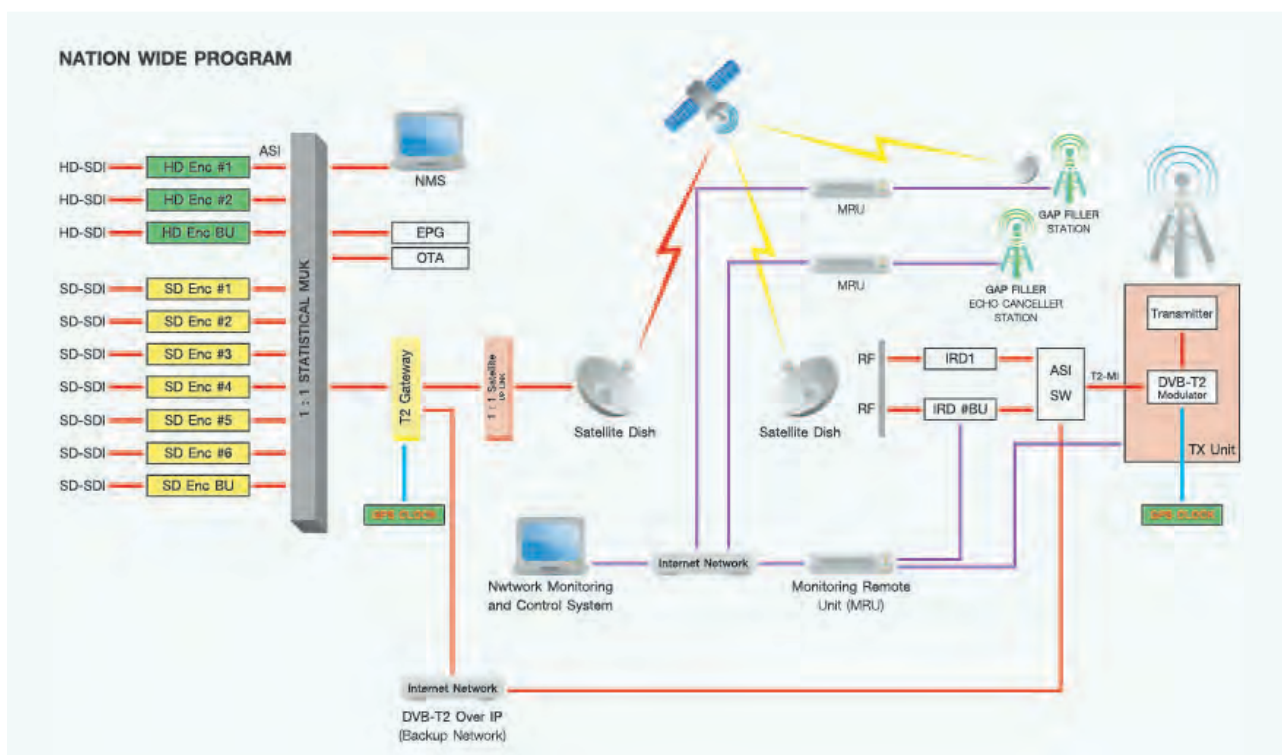 NATION WIDE PROGRAM
HD-SDI
HD Enc #1
ASI
HD-SDI
HD Enc #2
HD-SDI
HD Enc BU
SD-SDI
SD Enc #1
SD-SDI
SD Enc #2
SD-SDI
SD Enc #3
SD-SDI
SD Enc #4
SD-SDI
SD Enc #5
SD-SDI
SD Enc #6
SD-SDI
SD Enc BU
1 : 1 STATISTICAL MUK
NMS
EPG
OTA
T2 Gateway
1 : 1 Satellite
UP LINK
Satellite Dish
Satellite Dish
MRU
GAP FILLER
STATION
MRU
GAP FILLER
ECHO CANCELLER
STATION
RF
IRD1
RF
IRD #BU
ASI
SW
T2-MI
Transmitter
DVB-T2
Modulator
TX Unit
Nwtwork Monitoring
and Control System
Internet Network
Monitoring Remote
Unit (MRU)
Internet Network
DVB-T2 Over IP
(Backup Network)